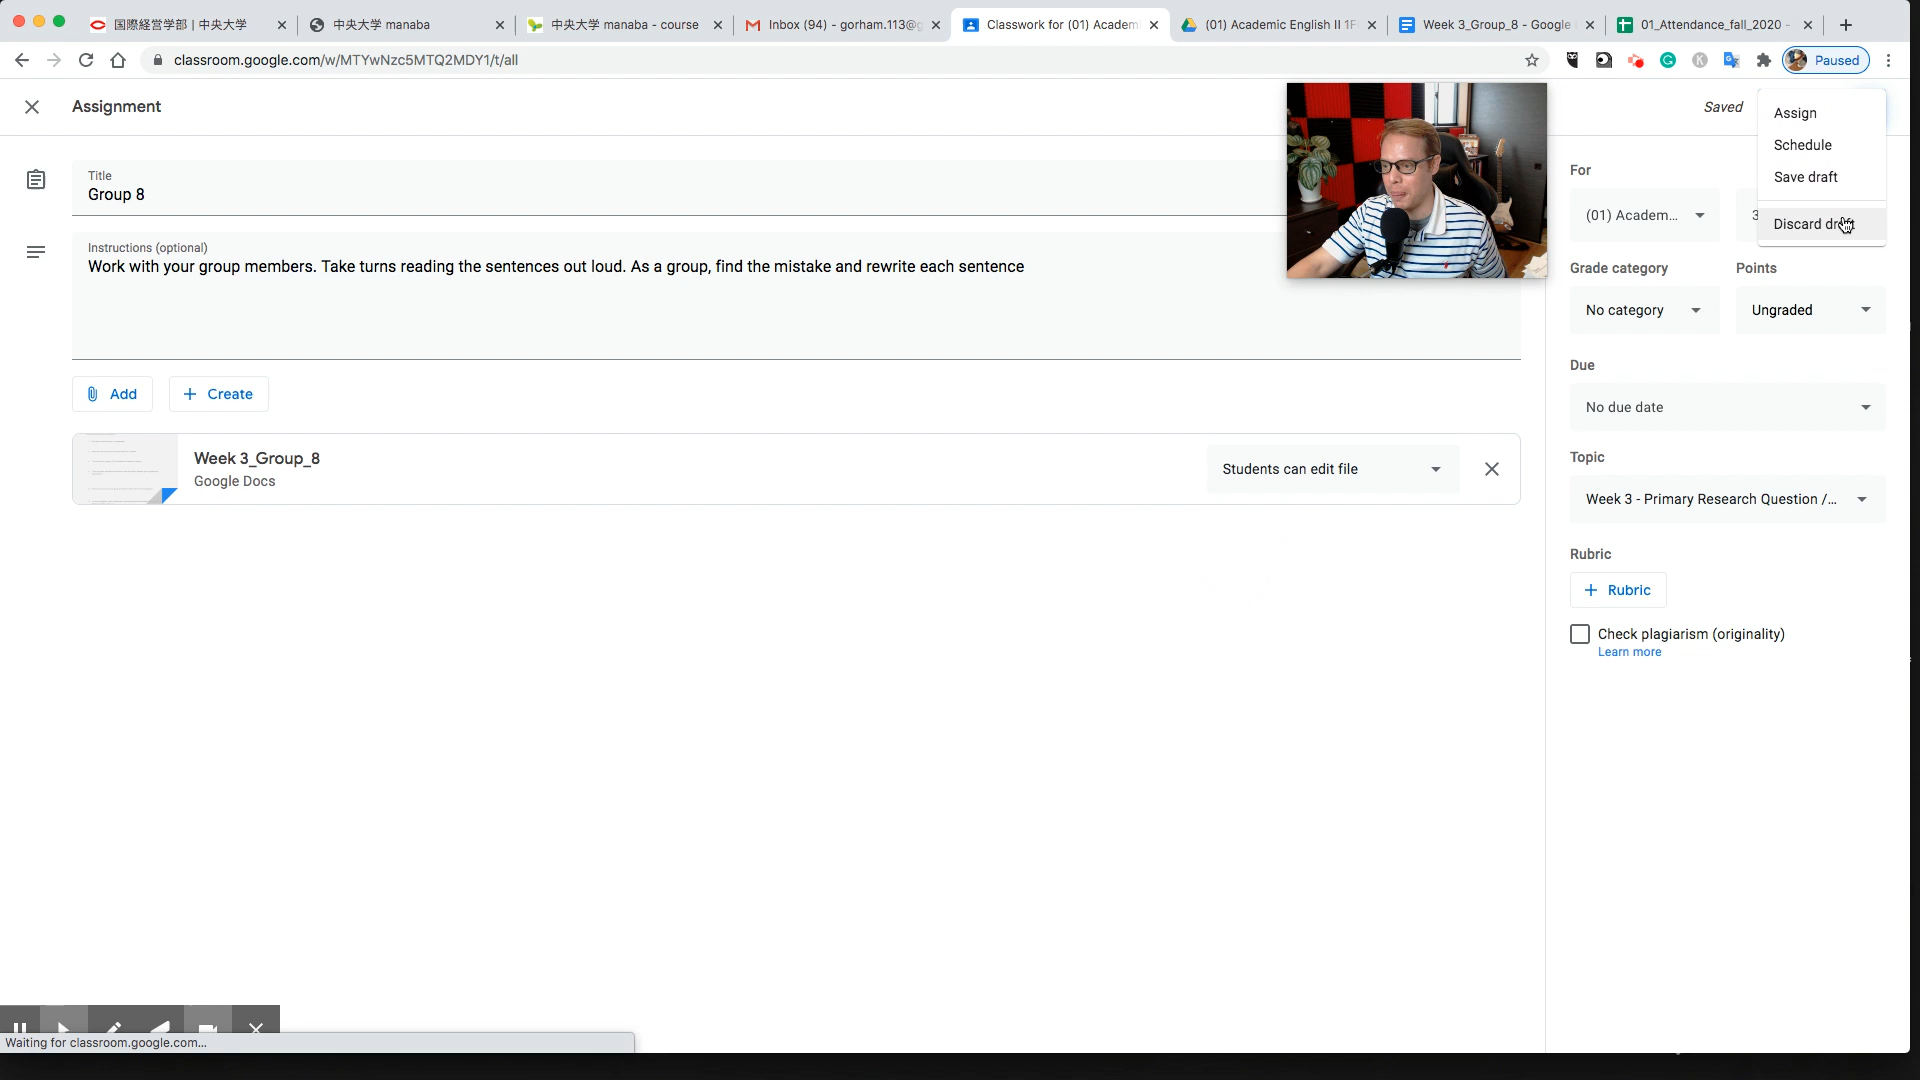 国際経営学部 | 中央大学
中央大学 manaba
中央大学 manaba - course
Inbox (94) - gorham.113@g
Classwork for (01) Academ
(01) Academic English II 1F
Week 3_Group_8 - Google
01_Attendance_fall_2020 -
classroom.google.com/w/MTYwNzc5MTQ2MDY1/t/all
Paused
Assignment
Saved
Assign
Schedule
Save draft
Discard draft
Title
Group 8
Instructions (optional)
Work with your group members. Take turns reading the sentences out loud. As a group, find the mistake and rewrite each sentence
For
(01) Academ...
3
Grade category
Points
No category
Ungraded
Due
No due date
Topic
Week 3 - Primary Research Question /...
Rubric
Rubric
Check plagiarism (originality)
Learn more
Add
Create
Week 3_Group_8
Google Docs
Students can edit file
Waiting for classroom.google.com...